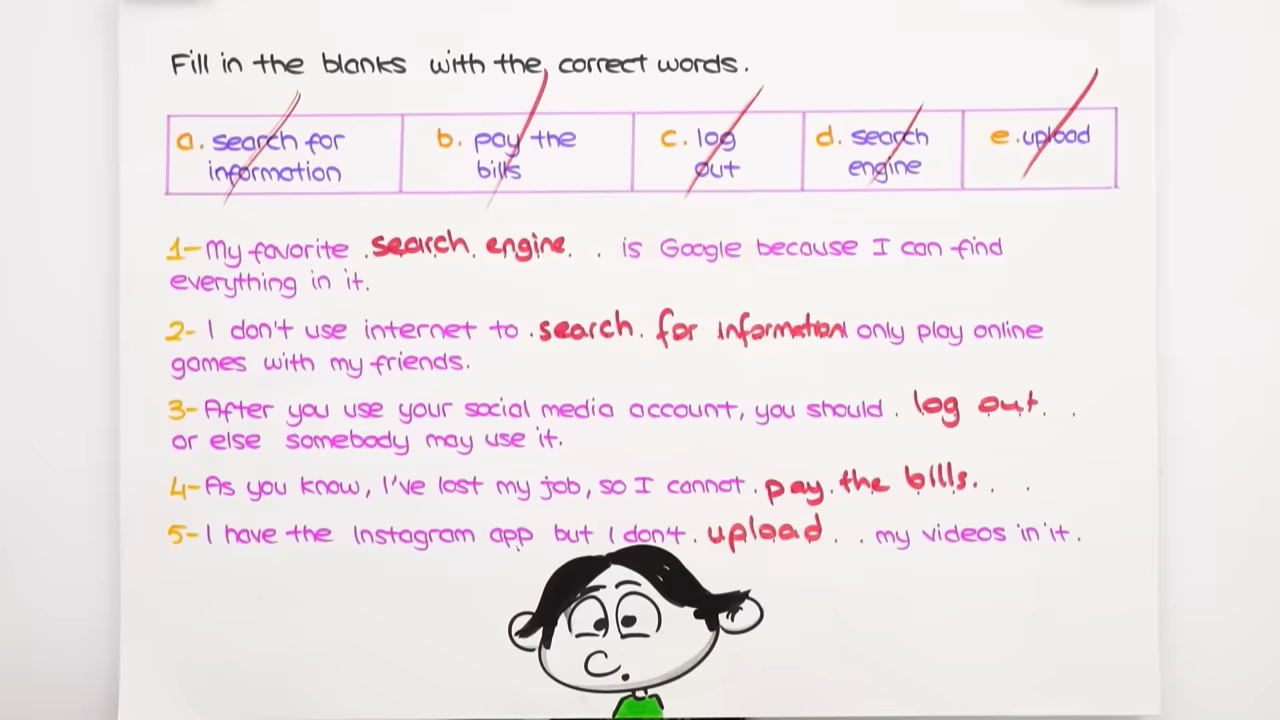 Fill in the blanks with the correct words.
a. search for information
b. pay the bills
c. log out
d. search engine
e. upload
1- My favorite . search engine . . is Google because I can find
everything in it.
2- I don't use internet to . search for information I only play online
games with my friends.
3- After you use your social media account, you should . log out . .
or else somebody may use it.
4- As you know, I've lost my job, so I cannot . pay the bills. . .
5- I have the Instagram app but I don't . upload . . my videos in it.